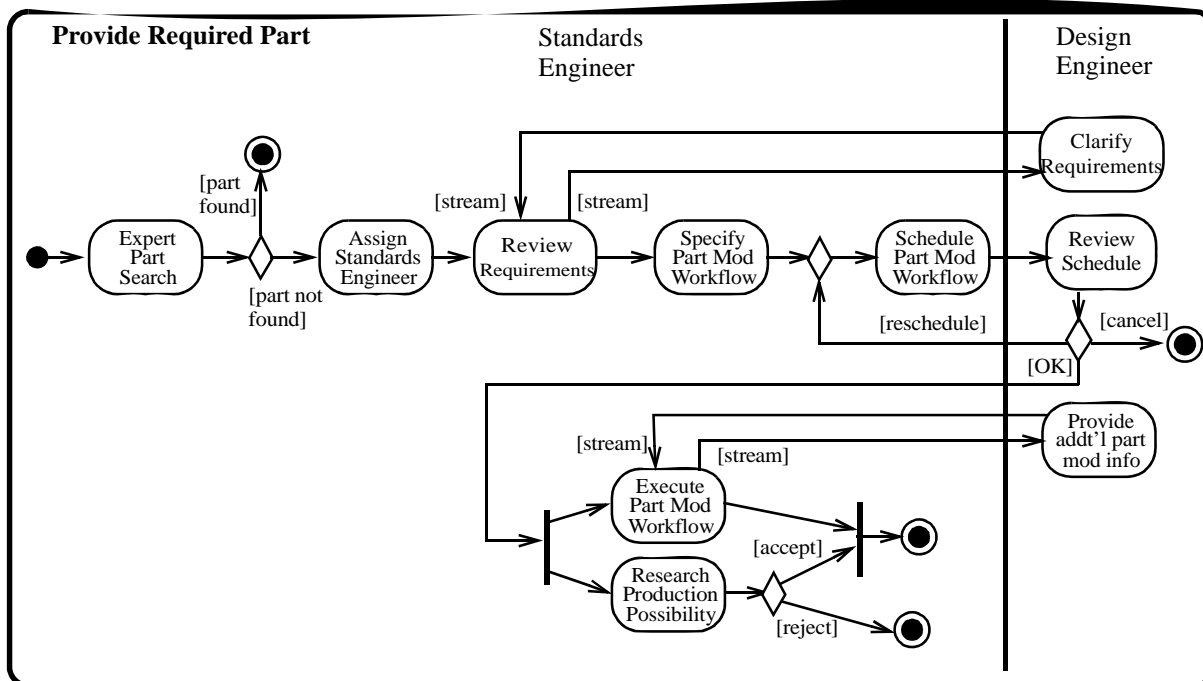 Provide Required Part
Standards
Engineer
Design
Engineer
Clarify
Requirements
[part
found]
[stream]
[stream]
Expert
Part
Search
Assign
Standards
Engineer
Review
Requirements
Specify
Part Mod
Workflow
Schedule
Part Mod
Workflow
Review
Schedule
[part not
found]
[reschedule]
[cancel]
[OK]
Provide
addt’l part
mod info
[stream]
[stream]
Execute
Part Mod
Workflow
[accept]
Research
Production
Possibility
[reject]